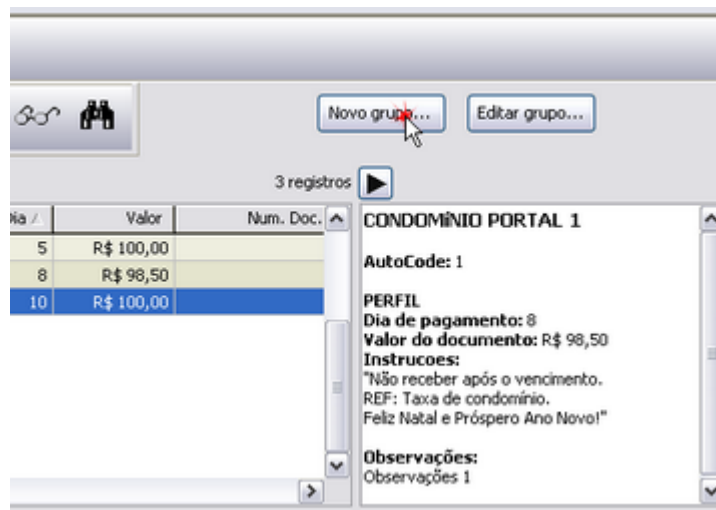 Novo grupo... Editar grupo...
3 registros
Dia Valor Num. Doc.
5 R$ 100,00
8 R$ 98,50
10 R$ 100,00
CONDOMíNIO PORTAL 1
AutoCode: 1
PERFIL
Dia de pagamento: 8
Valor do documento: R$ 98,50
Instrucoes:
"Não receber após o vencimento.
REF: Taxa de condomínio.
Feliz Natal e Próspero Ano Novo!"
Observações:
Observações 1